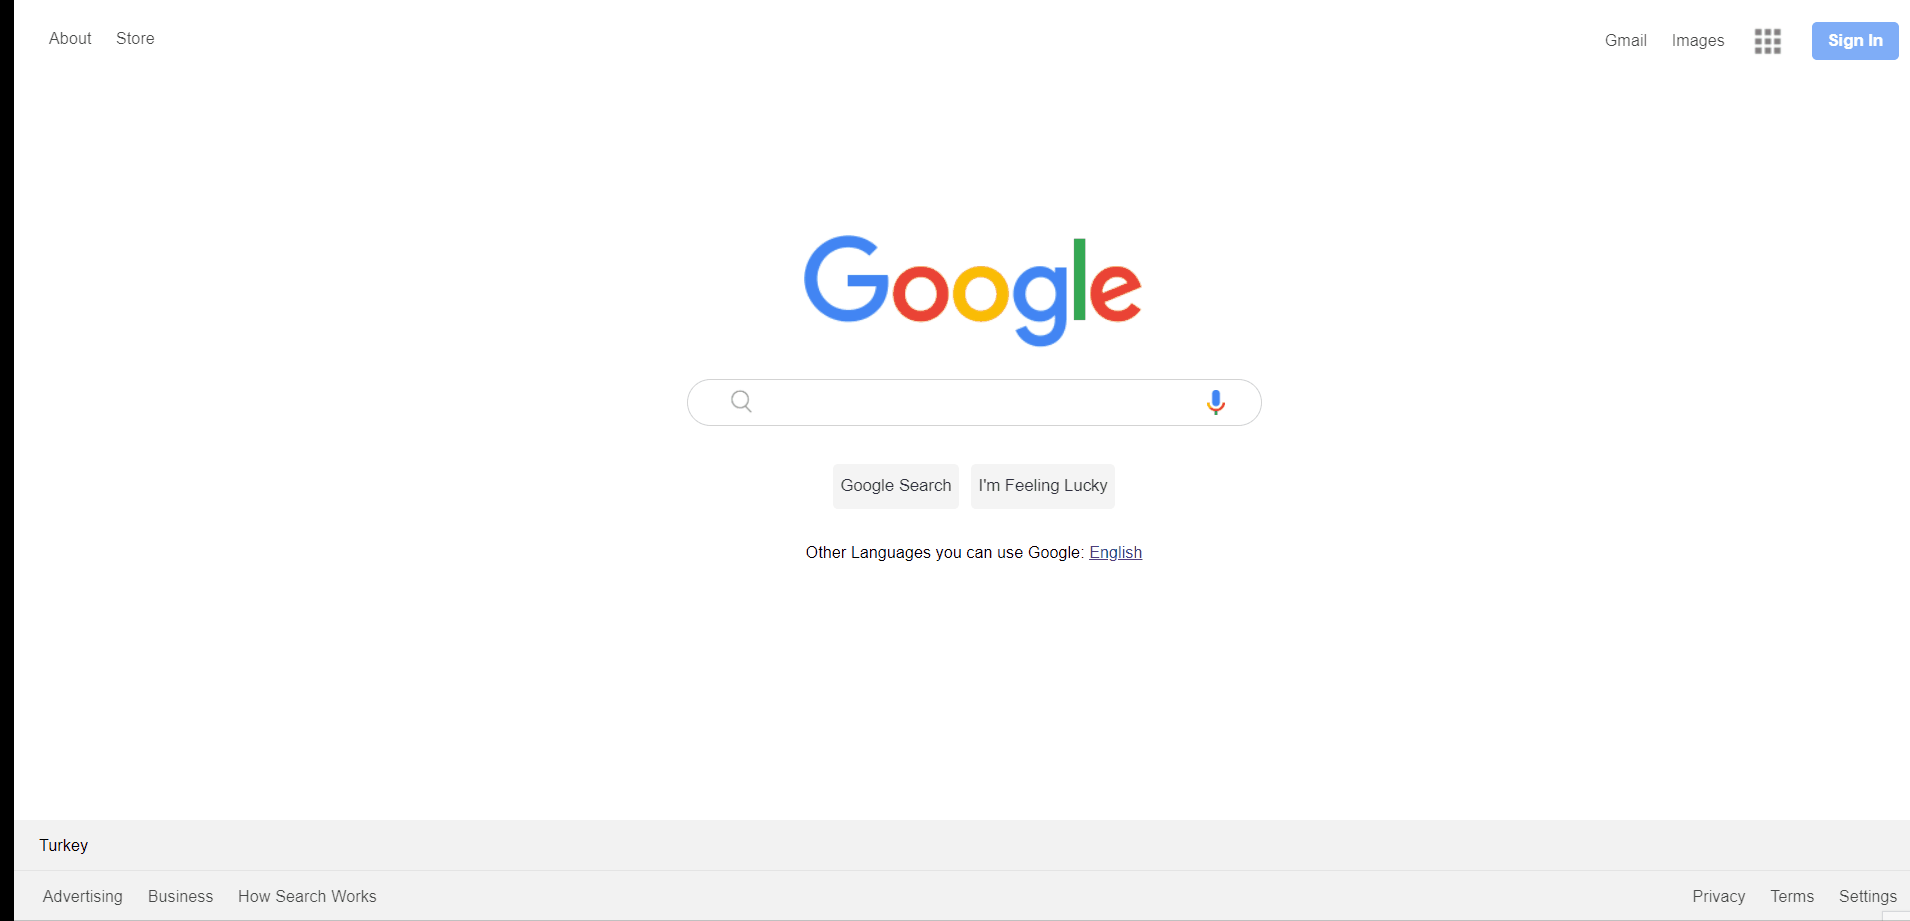 About Store
Gmail Images Sign In
Google
Google Search I'm Feeling Lucky
Other Languages you can use Google: English
Turkey
Advertising Business How Search Works
Privacy Terms Settings